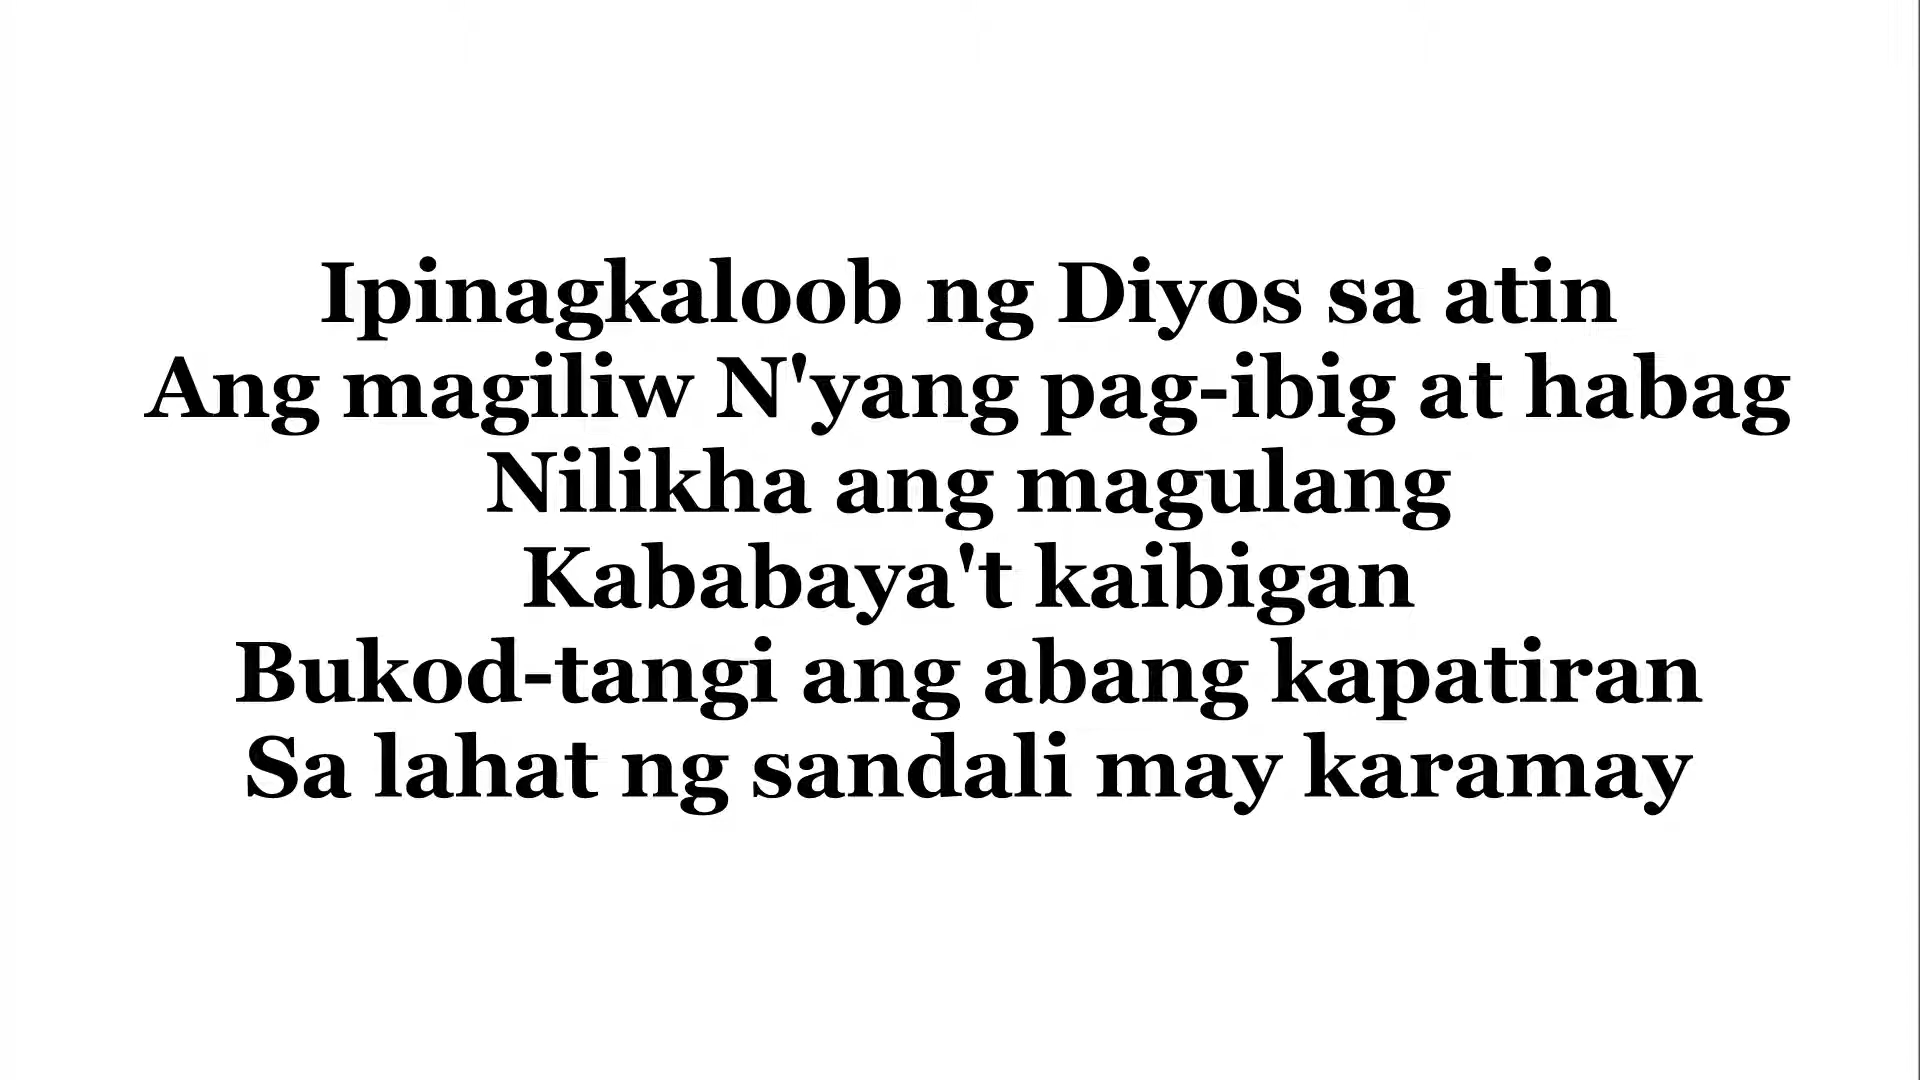 Ipinagkaloob ng Diyos sa atin
Ang magiliw N'yang pag-ibig at habag
Nilikha ang magulang
Kababaya't kaibigan
Bukod-tangi ang abang kapatiran
Sa lahat ng sandali may karamay